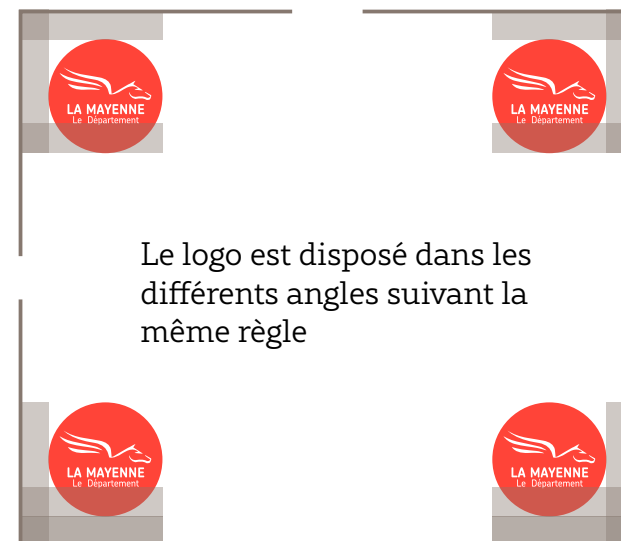 LA MAYENNE
Le Département
LA MAYENNE
Le Département
Le logo est disposé dans les
différents angles suivant la
même règle
LA MAYENNE
Le Département
LA MAYENNE
Le Département